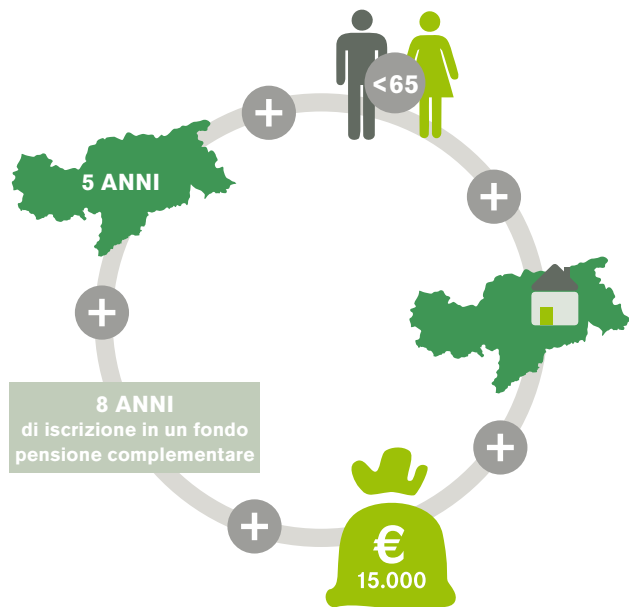 <65
5 ANNI
8 ANNI
di iscrizione in un fondo
pensione complementare
€
15.000